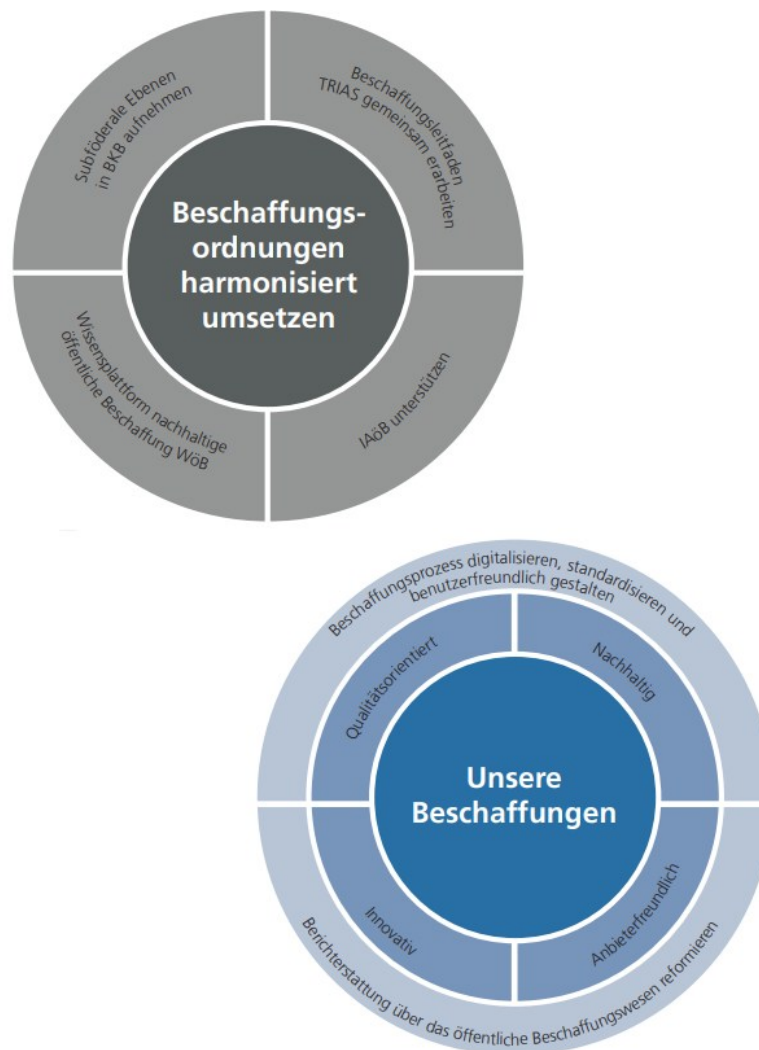 Subföderale Ebenen
in BKB aufnehmen
Beschaffungsleitfaden
TRIAS gemeinsam erarbeiten
Beschaffungs-
ordnungen
harmonisiert
umsetzen
Wissensplattform nachhaltige
öffentliche Beschaffung WöB
IAöB unterstützen
Beschaffungsprozess digitalisieren, standardisieren und
benutzerfreundlich gestalten
Qualitätsorientiert
Nachhaltig
Unsere
Beschaffungen
Innovativ
Anbieterfreundlich
Berichterstattung über das öffentliche Beschaffungswesen reformieren